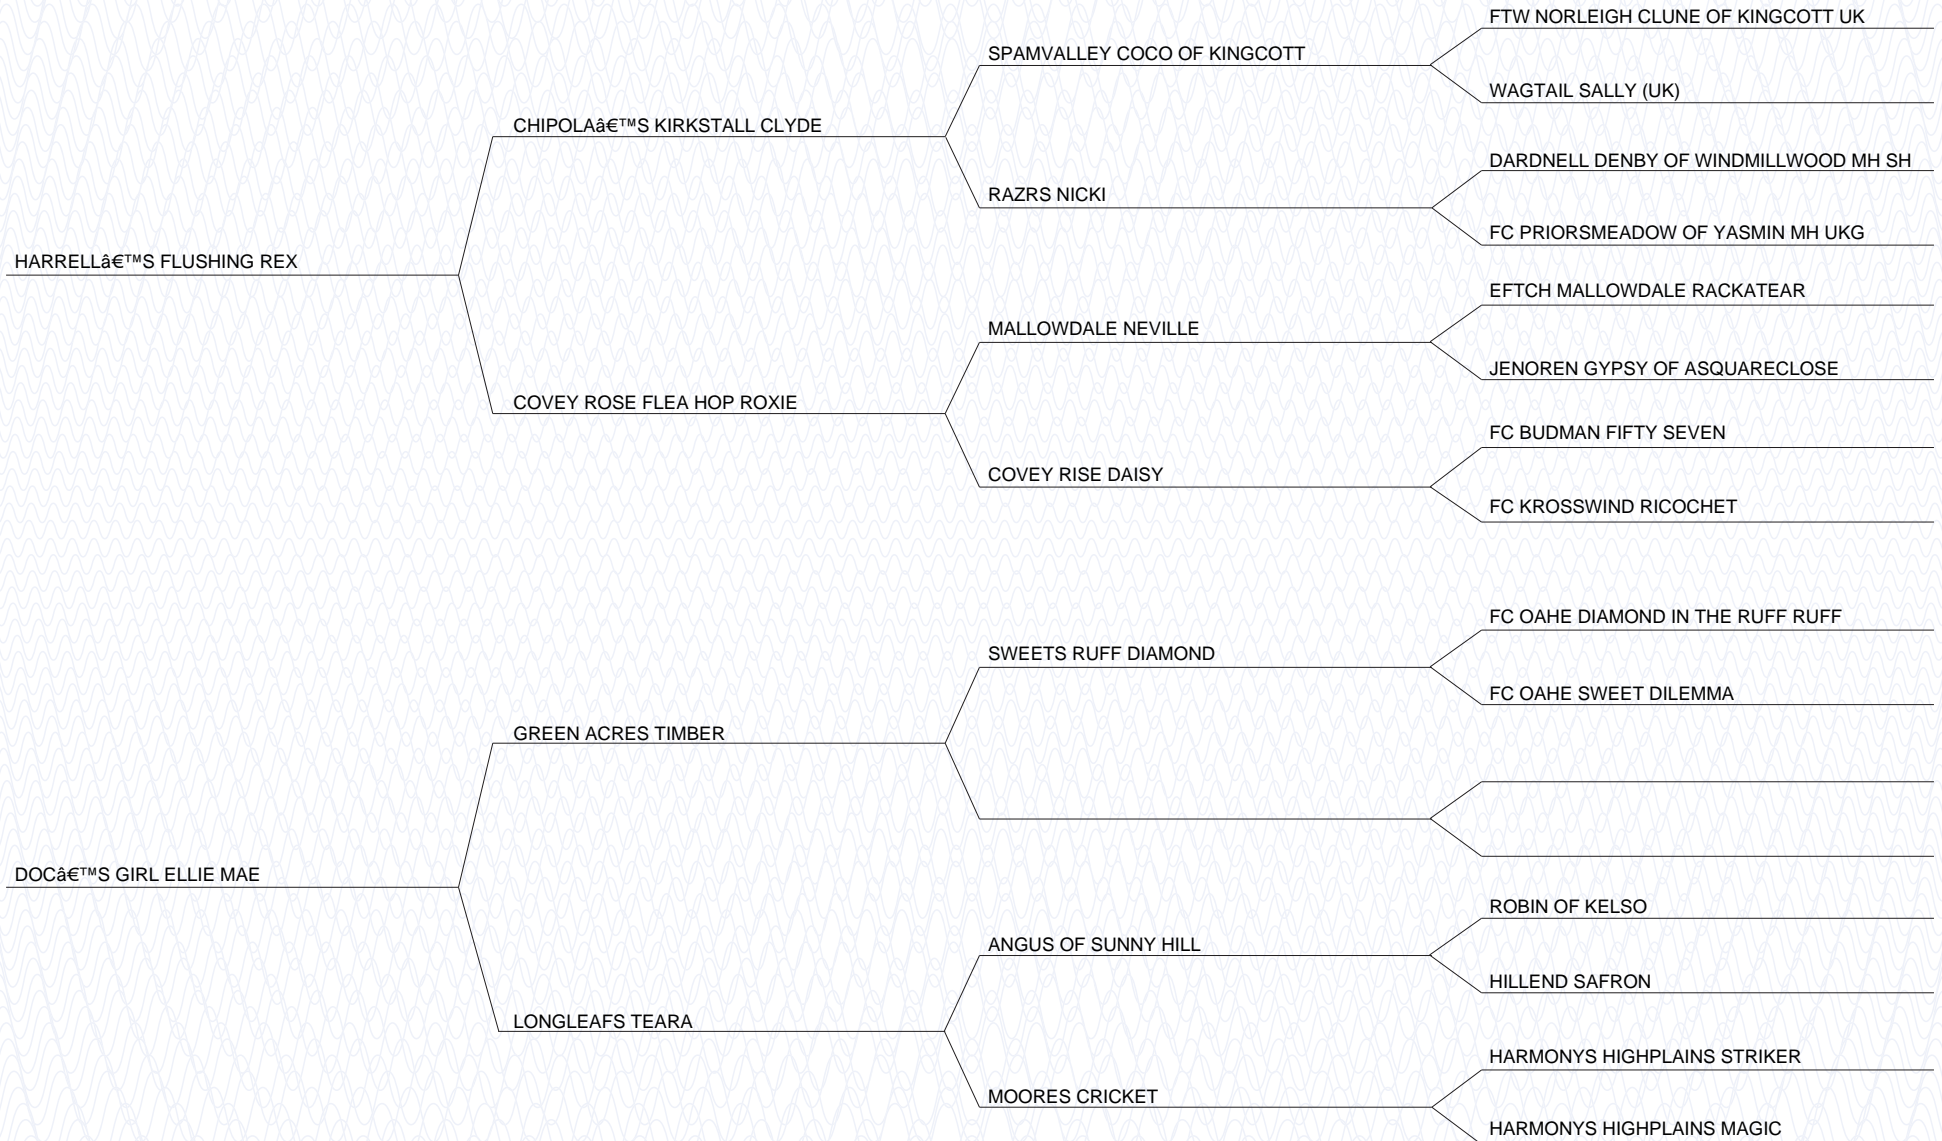 FTW NORLEIGH CLUNE OF KINGCOTT UK
SPAMVALLEY COCO OF KINGCOTT
WAGTAIL SALLY (UK)
CHIPOLAâ€™S KIRKSTALL CLYDE
DARDNELL DENBY OF WINDMILLWOOD MH SH
RAZRS NICKI
FC PRIORSMEADOW OF YASMIN MH UKG
HARRELLâ€™S FLUSHING REX
EFTCH MALLOWDALE RACKATEAR
MALLOWDALE NEVILLE
JENOREN GYPSY OF ASQUARECLOSE
COVEY ROSE FLEA HOP ROXIE
FC BUDMAN FIFTY SEVEN
COVEY RISE DAISY
FC KROSSWIND RICOCHET
FC OAHE DIAMOND IN THE RUFF RUFF
SWEETS RUFF DIAMOND
FC OAHE SWEET DILEMMA
GREEN ACRES TIMBER
DOCâ€™S GIRL ELLIE MAE
ROBIN OF KELSO
ANGUS OF SUNNY HILL
HILLEND SAFRON
LONGLEAFS TEARA
HARMONYS HIGHPLAINS STRIKER
MOORES CRICKET
HARMONYS HIGHPLAINS MAGIC